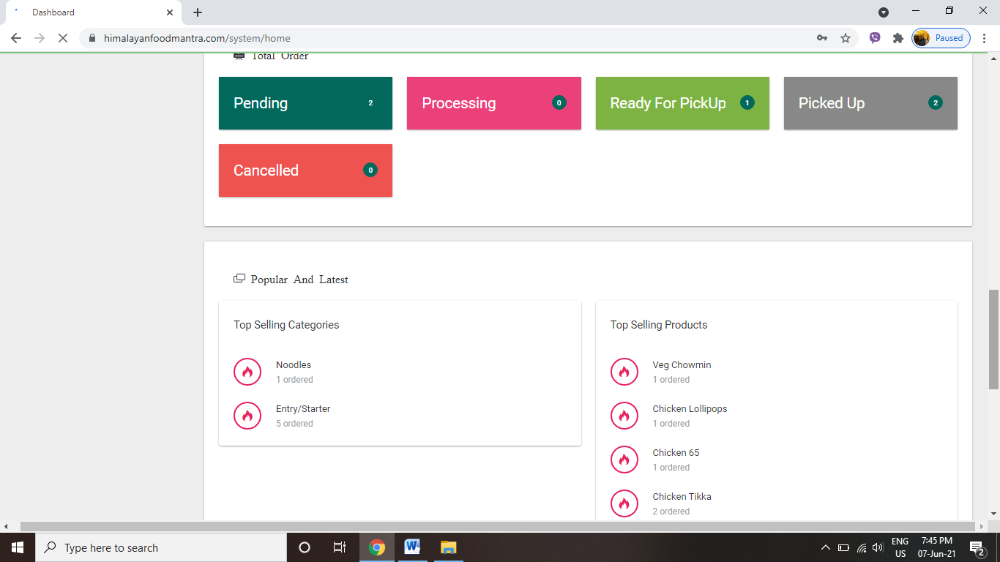 Dashboard
himalayanfoodmantra.com/system/home
Paused
Total Order
Pending 2
Processing 0
Ready For PickUp 1
Picked Up 2
Cancelled 0
Popular And Latest
Top Selling Categories
Noodles
1 ordered
Entry/Starter
5 ordered
Top Selling Products
Veg Chowmin
1 ordered
Chicken Lollipops
1 ordered
Chicken 65
1 ordered
Chicken Tikka
2 ordered
Type here to search
W
ENG
US
7:45 PM
07-Jun-21
2